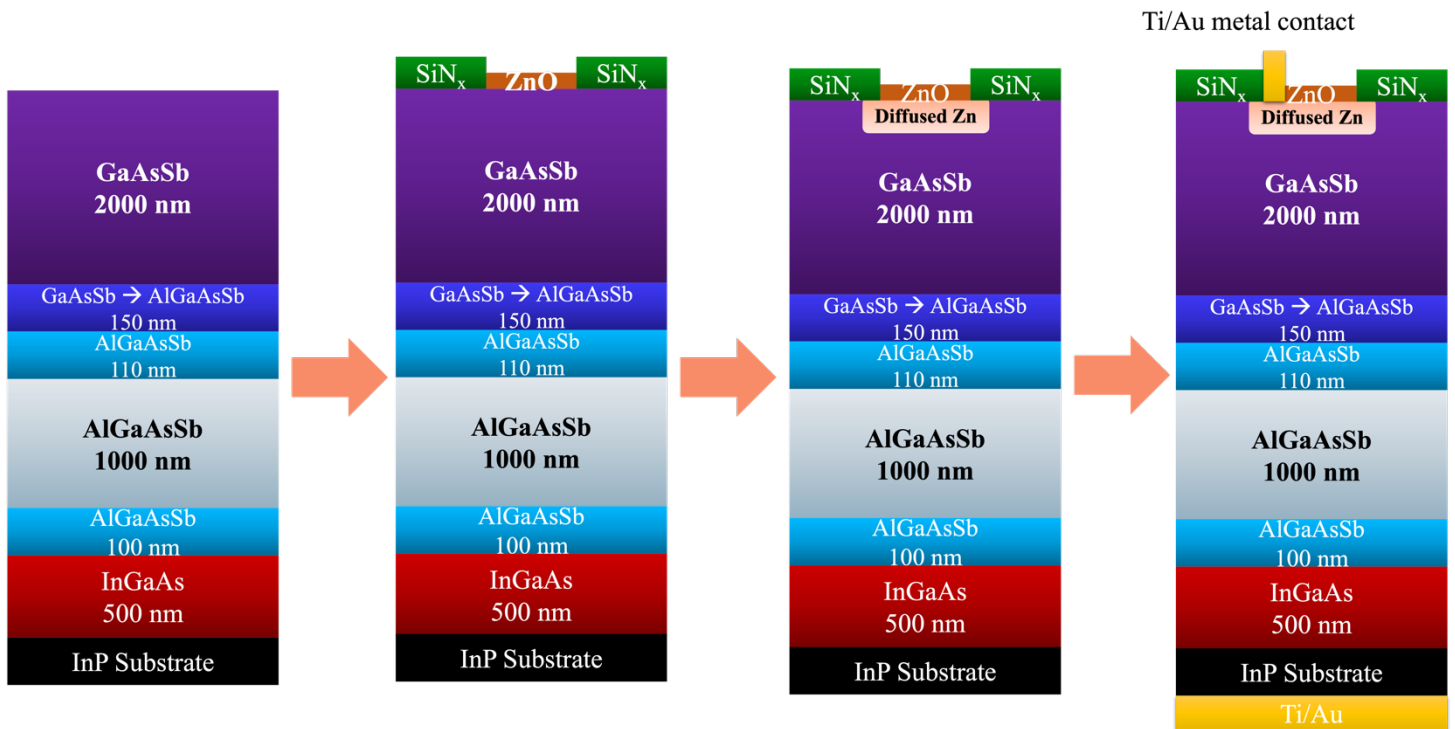 Ti/Au metal contact
GaAsSb
2000 nm
GaAsSb → AlGaAsSb
150 nm
AlGaAsSb
110 nm
AlGaAsSb
1000 nm
AlGaAsSb
100 nm
InGaAs
500 nm
InP Substrate
SiNx ZnO SiNx
GaAsSb
2000 nm
GaAsSb → AlGaAsSb
150 nm
AlGaAsSb
110 nm
AlGaAsSb
1000 nm
AlGaAsSb
100 nm
InGaAs
500 nm
InP Substrate
SiNx ZnO SiNx
Diffused Zn
GaAsSb
2000 nm
GaAsSb → AlGaAsSb
150 nm
AlGaAsSb
110 nm
AlGaAsSb
1000 nm
AlGaAsSb
100 nm
InGaAs
500 nm
InP Substrate
SiNx ZnO SiNx
Diffused Zn
GaAsSb
2000 nm
GaAsSb → AlGaAsSb
150 nm
AlGaAsSb
110 nm
AlGaAsSb
1000 nm
AlGaAsSb
100 nm
InGaAs
500 nm
InP Substrate
Ti/Au